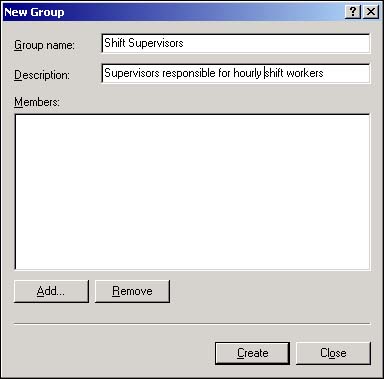 New Group
Group name: Shift Supervisors
Description: Supervisors responsible for hourly shift workers
Members:
Add... Remove
Create Close